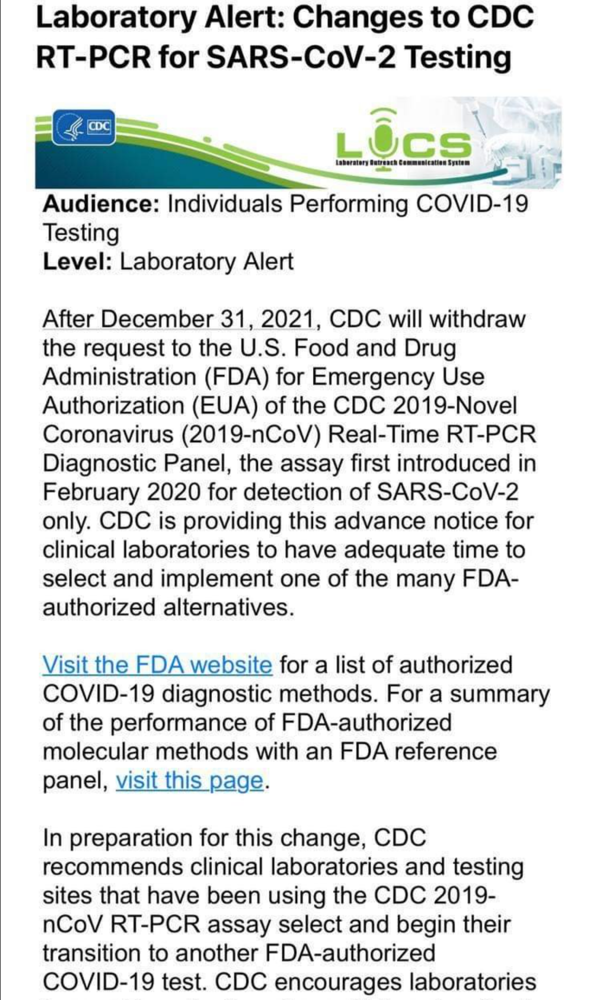 Laboratory Alert: Changes to CDC
RT-PCR for SARS-CoV-2 Testing
CDC
LOCS
Laboratory Outreach Communication System
Audience: Individuals Performing COVID-19
Testing
Level: Laboratory Alert
After December 31, 2021, CDC will withdraw
the request to the U.S. Food and Drug
Administration (FDA) for Emergency Use
Authorization (EUA) of the CDC 2019-Novel
Coronavirus (2019-nCoV) Real-Time RT-PCR
Diagnostic Panel, the assay first introduced in
February 2020 for detection of SARS-CoV-2
only. CDC is providing this advance notice for
clinical laboratories to have adequate time to
select and implement one of the many FDA-
authorized alternatives.
Visit the FDA website for a list of authorized
COVID-19 diagnostic methods. For a summary
of the performance of FDA-authorized
molecular methods with an FDA reference
panel, visit this page.
In preparation for this change, CDC
recommends clinical laboratories and testing
sites that have been using the CDC 2019-
nCoV RT-PCR assay select and begin their
transition to another FDA-authorized
COVID-19 test. CDC encourages laboratories